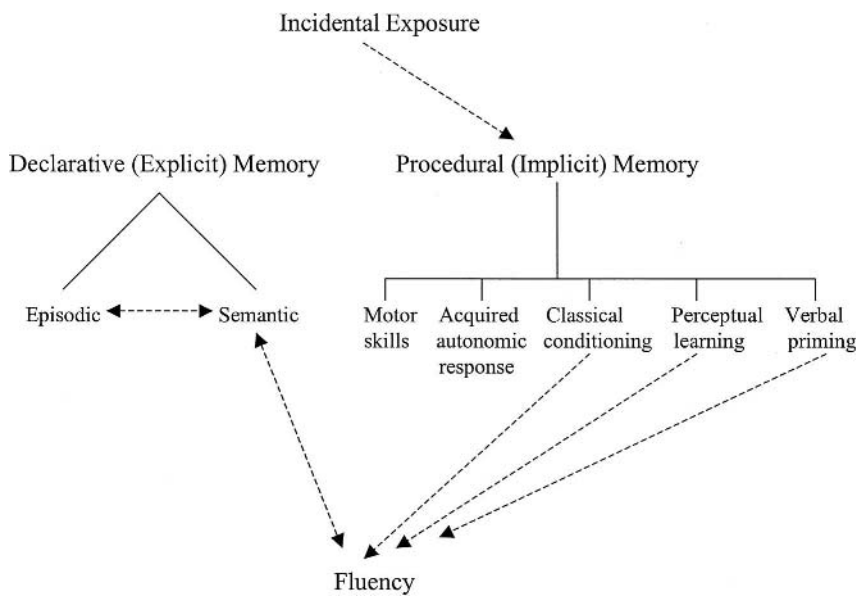 Incidental Exposure
Declarative (Explicit) Memory
Procedural (Implicit) Memory
Episodic
Semantic
Motor
skills
Acquired
autonomic
response
Classical
conditioning
Perceptual
learning
Verbal
priming
Fluency